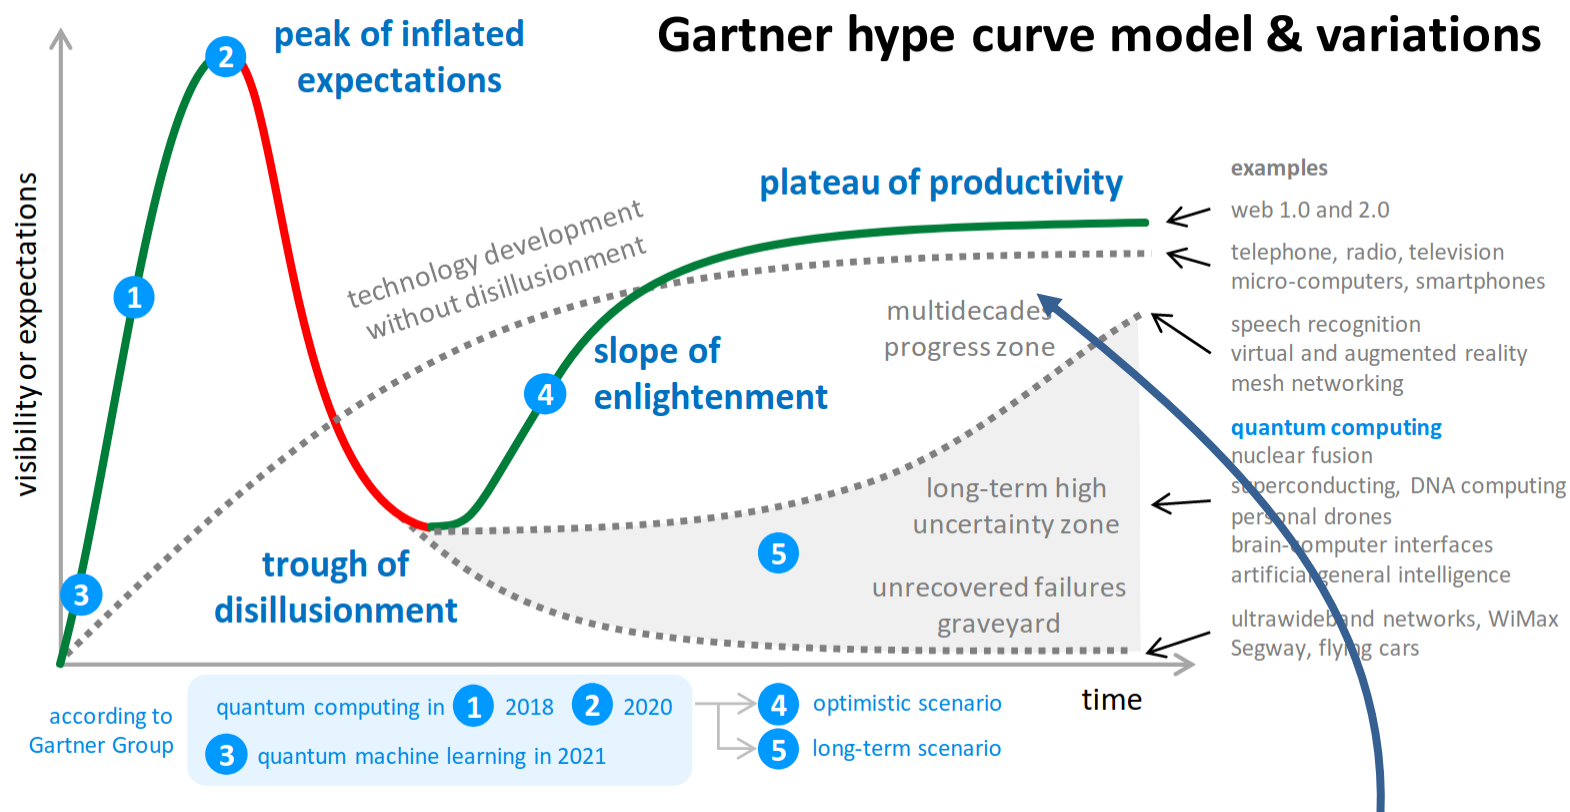 Gartner hype curve model & variations
peak of inflated
expectations
2
1
3
visibility or expectations
technology development
without disillusionment
plateau of productivity
slope of
enlightenment
4
multidecades
progress zone
trough of
disillusionment
long-term high
uncertainty zone
5
unrecovered failures
graveyard
time
examples
web 1.0 and 2.0
telephone, radio, television
micro-computers, smartphones
speech recognition
virtual and augmented reality
mesh networking
quantum computing
nuclear fusion
superconducting, DNA computing
personal drones
brain-computer interfaces
artificial general intelligence
ultrawideband networks, WiMax
Segway, flying cars
according to
Gartner Group
quantum computing in 1 2018 2 2020
3 quantum machine learning in 2021
4 optimistic scenario
5 long-term scenario